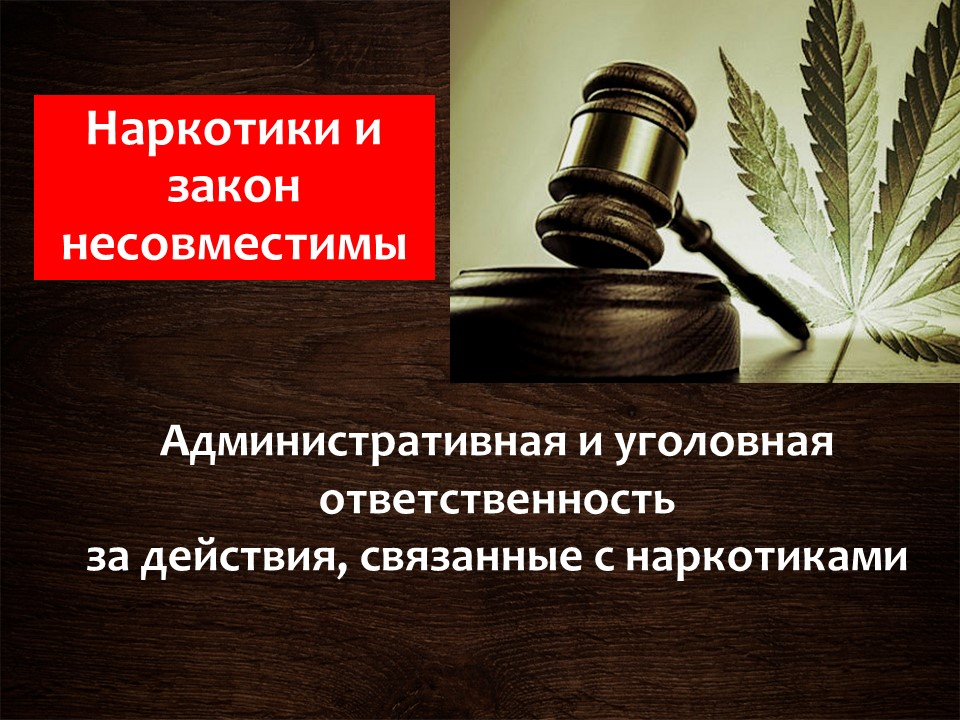 Наркотики и
закон
несовместимы
Административная и уголовная
ответственность
за действия, связанные с наркотиками